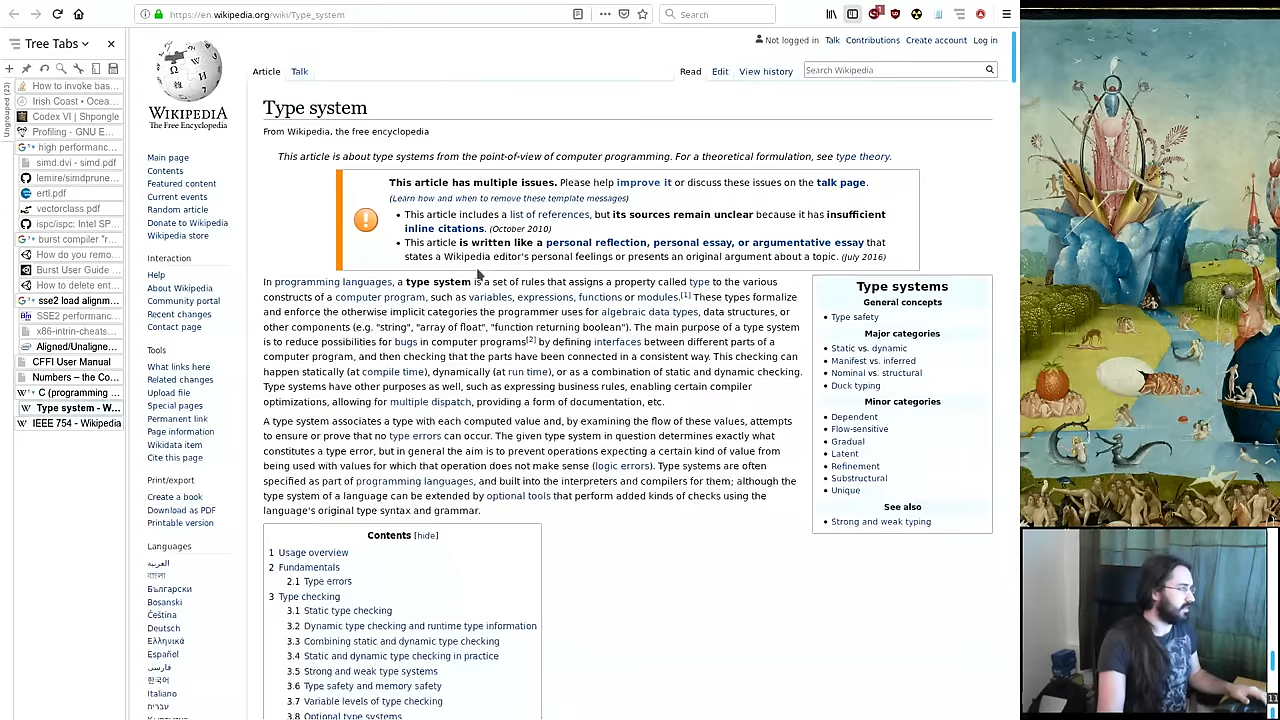 https://en.wikipedia.org/wiki/Type_system
Search
Tree Tabs
Ungrouped (23)
How to invoke bas...
Irish Coast • Ocea...
Codex VI | Shpongle
Profiling - GNU E...
high performanc...
simd.dvi - simd.pdf
lemire/simdprune...
ertl.pdf
vectorclass.pdf
ispc/ispc: Intel SP...
burst compiler "r...
How do you remo...
Burst User Guide ...
How to delete ent...
sse2 load alignm...
SSE2 performanc...
x86-intrin-cheats...
Aligned/Unaligne...
CFFI User Manual
Numbers – the Co...
C (programming ...
Type system - W...
IEEE 754 - Wikipedia
WIKIPEDIA
The Free Encyclopedia
Main page
Contents
Featured content
Current events
Random article
Donate to Wikipedia
Wikipedia store
Interaction
Help
About Wikipedia
Community portal
Recent changes
Contact page
Tools
What links here
Related changes
Upload file
Special pages
Permanent link
Page information
Wikidata item
Cite this page
Print/export
Create a book
Download as PDF
Printable version
Languages
العربية
বাংলা
Български
Bosanski
Čeština
Deutsch
Ελληνικά
Español
فارسی
한국어
Italiano
עברית
Not logged in Talk Contributions Create account Log in
Article Talk Read Edit View history Search Wikipedia
Type system
From Wikipedia, the free encyclopedia
This article is about type systems from the point-of-view of computer programming. For a theoretical formulation, see type theory.
This article has multiple issues. Please help improve it or discuss these issues on the talk page.
(Learn how and when to remove these template messages)
• This article includes a list of references, but its sources remain unclear because it has insufficient
inline citations. (October 2010)
• This article is written like a personal reflection, personal essay, or argumentative essay that
states a Wikipedia editor's personal feelings or presents an original argument about a topic. (July 2016)
In programming languages, a type system is a set of rules that assigns a property called type to the various
constructs of a computer program, such as variables, expressions, functions or modules.[1] These types formalize
and enforce the otherwise implicit categories the programmer uses for algebraic data types, data structures, or
other components (e.g. "string", "array of float", "function returning boolean"). The main purpose of a type system
is to reduce possibilities for bugs in computer programs[2] by defining interfaces between different parts of a
computer program, and then checking that the parts have been connected in a consistent way. This checking can
happen statically (at compile time), dynamically (at run time), or as a combination of static and dynamic checking.
Type systems have other purposes as well, such as expressing business rules, enabling certain compiler
optimizations, allowing for multiple dispatch, providing a form of documentation, etc.
A type system associates a type with each computed value and, by examining the flow of these values, attempts
to ensure or prove that no type errors can occur. The given type system in question determines exactly what
constitutes a type error, but in general the aim is to prevent operations expecting a certain kind of value from
being used with values for which that operation does not make sense (logic errors). Type systems are often
specified as part of programming languages, and built into the interpreters and compilers for them; although the
type system of a language can be extended by optional tools that perform added kinds of checks using the
language's original type syntax and grammar.
Type systems
General concepts
• Type safety
Major categories
• Static vs. dynamic
• Manifest vs. inferred
• Nominal vs. structural
• Duck typing
Minor categories
• Dependent
• Flow-sensitive
• Gradual
• Latent
• Refinement
• Substructural
• Unique
See also
• Strong and weak typing
Contents [hide]
1 Usage overview
2 Fundamentals
2.1 Type errors
3 Type checking
3.1 Static type checking
3.2 Dynamic type checking and runtime type information
3.3 Combining static and dynamic type checking
3.4 Static and dynamic type checking in practice
3.5 Strong and weak type systems
3.6 Type safety and memory safety
3.7 Variable levels of type checking
3.8 Optional type systems